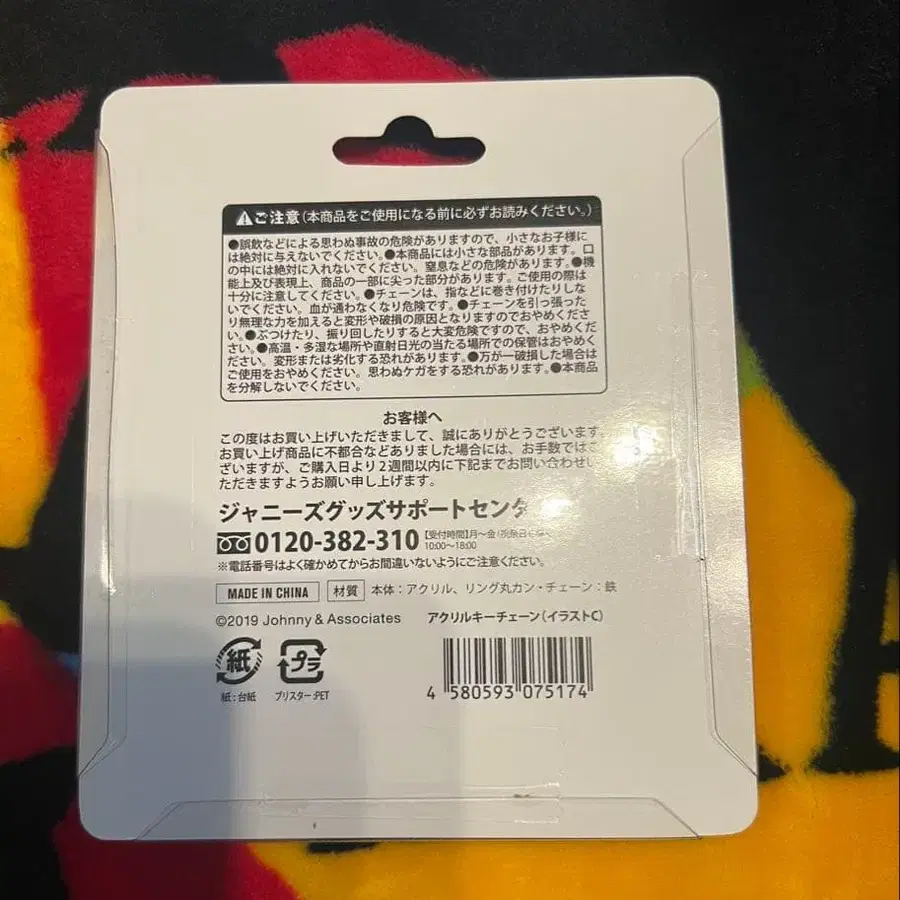 ご注意(本商品をご使用になる前に必ずお読みください。)
●誤飲などによる思わぬ事故の危険がありますので、小さなお子様に
は絶対に与えないでください。●本商品には小さな部品があります。口
の中には絶対に入れないでください。窒息などの危険があります。●機
能上及び表現上、商品の一部に尖った部分があります。ご使用の際は
十分に注意してください。●チェーンは、指などに巻き付けたりしな
いでください。血が通わなくなり危険です。●チェーンを引っ張った
り無理な力を加えると変形や破損の原因となりますのでおやめくださ
い。●ぶつけたり、振り回したりすると大変危険ですので、おやめくだ
さい。●高温・多湿な場所や直射日光の当たる場所での保管はおやめく
ださい。変形または劣化する恐れがあります。●万が一破損した場合は
ご使用をおやめください。思わぬケガをする恐れがあります。●本商品
を分解しないでください。
お客様へ
この度はお買い上げいただきまして、誠にありがとうございます。
お買い上げ商品に不都合などありました場合には、お手数ではご
ざいますが、ご購入日より2週間以内に下記までお問い合わせい
ただきますようお願い申し上げます。
ジャニーズグッズサポートセンタ
0120-382-310 【受付時間】月〜金
10:00〜18:00
※電話番号はよく確かめてからお間違いないようにご注意ください。
MADE IN CHINA 材質 本体:アクリル、リング丸カン・チェーン:鉄
©2019 Johnny & Associates アクリルキーチェーン(イラストC)
紙 プラ
紙:台紙 ブリスター:PET
4 580593 075174